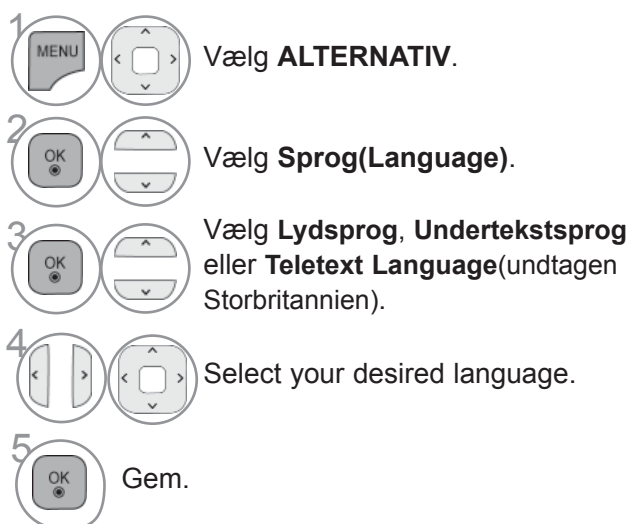 1 MENU Vælg ALTERNATIV.
2 OK Vælg Sprog(Language).
3 OK Vælg Lydsprog, Undertekstsprog
eller Teletext Language(undtagen
Storbritannien).
4 Select your desired language.
5 OK Gem.